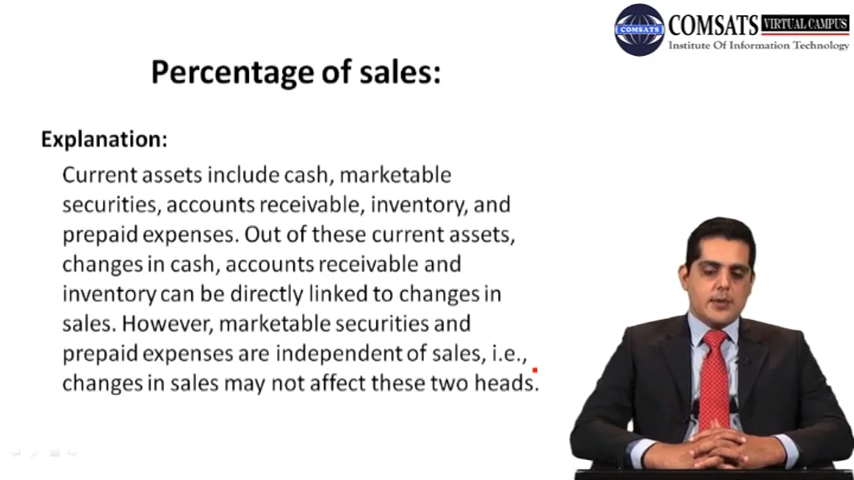 COMSATS VIRTUAL CAMPUS
COMSATS
Institute Of Information Technology
Percentage of sales:
Explanation:
Current assets include cash, marketable
securities, accounts receivable, inventory, and
prepaid expenses. Out of these current assets,
changes in cash, accounts receivable and
inventory can be directly linked to changes in
sales. However, marketable securities and
prepaid expenses are independent of sales, i.e.,
changes in sales may not affect these two heads.